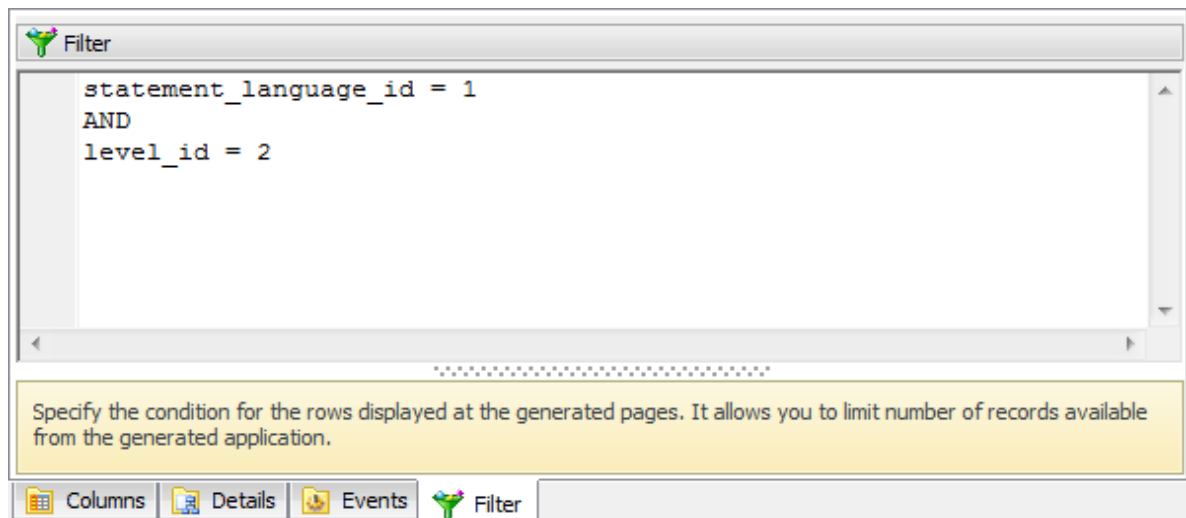 Filter
statement_language_id = 1
AND
level_id = 2
Specify the condition for the rows displayed at the generated pages. It allows you to limit number of records available
from the generated application.
Columns Details Events Filter